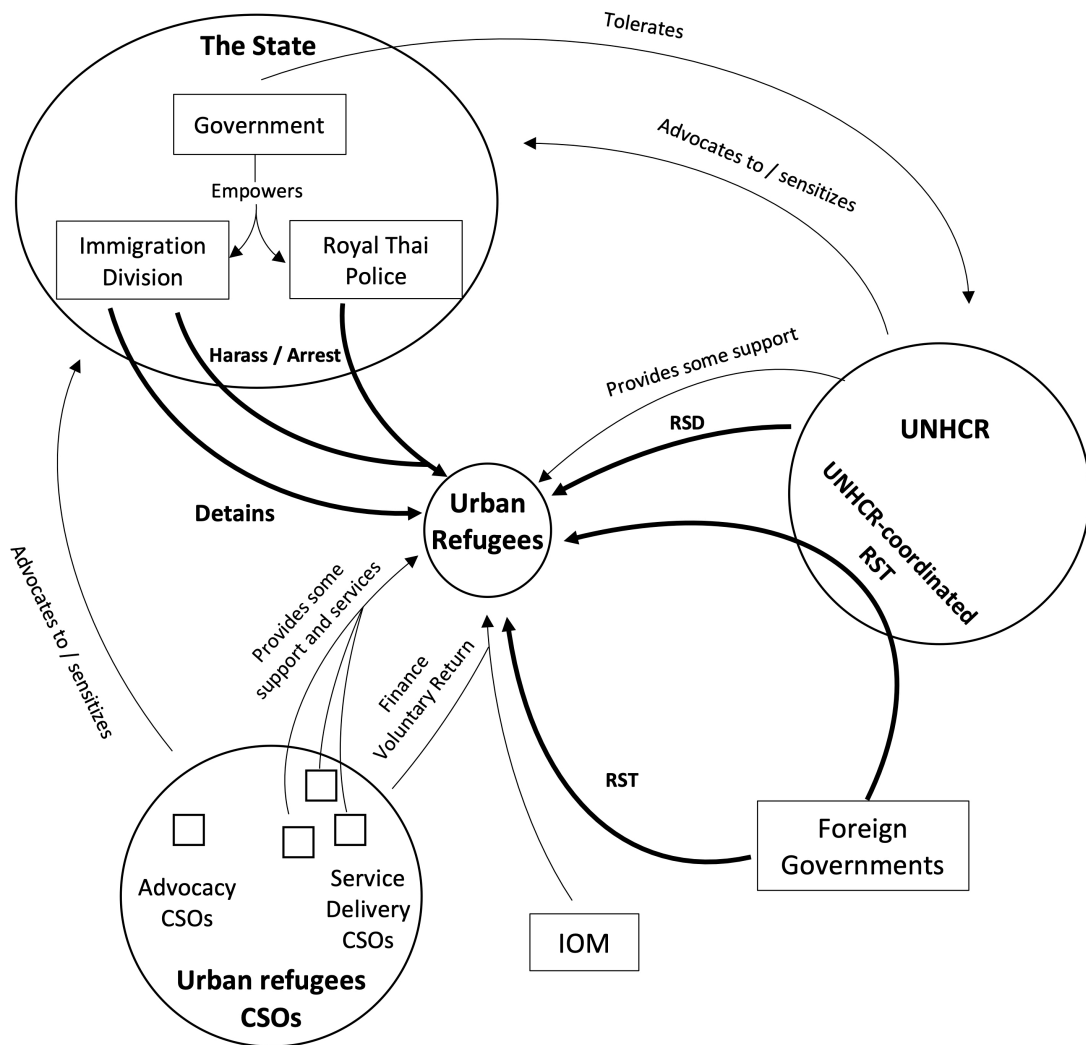 Tolerates
The State
Government
Advocates to / sensitizes
Empowers
Immigration
Division
Royal Thai
Police
Harass / Arrest
Provides some support
RSD
UNHCR
UNHCR-coordinated
RST
Urban
Refugees
Detains
Advocates to / sensitizes
Provides some
support and services
Finance
Voluntary Return
RST
Foreign
Governments
Advocacy
CSOs
Service
Delivery
CSOs
IOM
Urban refugees
CSOs